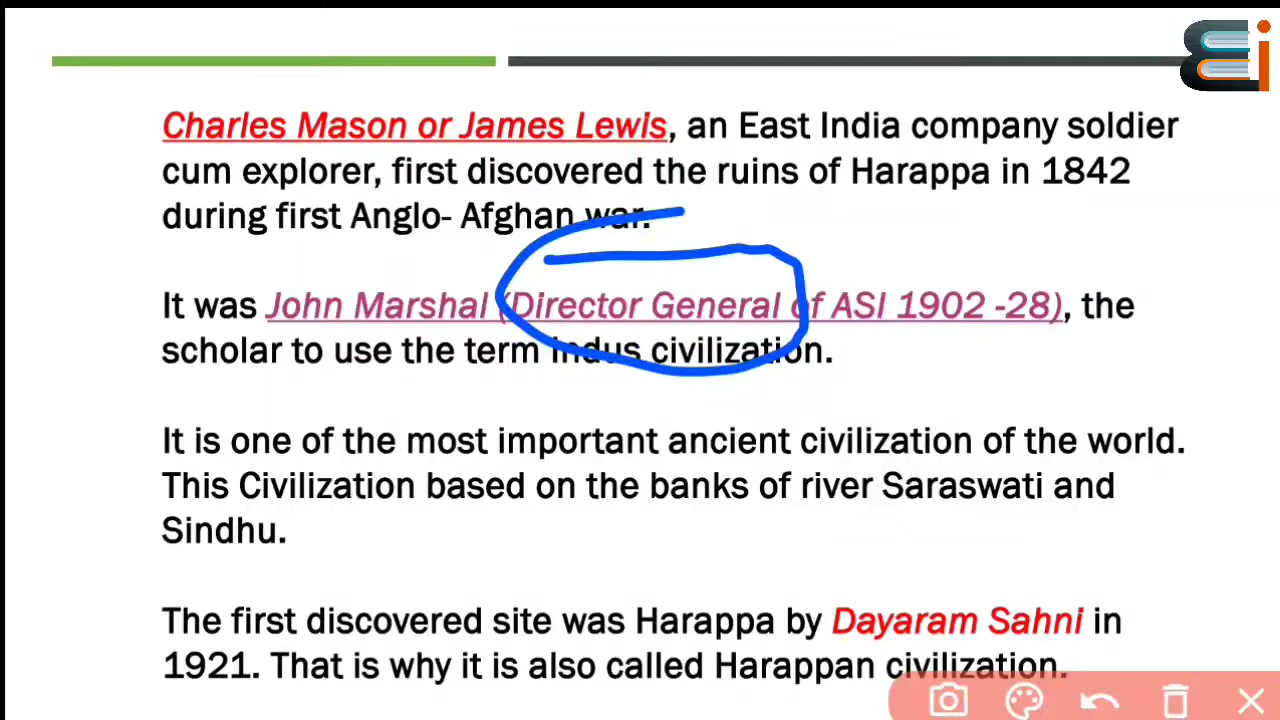 Charles Mason or James Lewis, an East India company soldier
cum explorer, first discovered the ruins of Harappa in 1842
during first Anglo- Afghan war.
It was John Marshal (Director General of ASI 1902 -28), the
scholar to use the term indus civilization.
It is one of the most important ancient civilization of the world.
This Civilization based on the banks of river Saraswati and
Sindhu.
The first discovered site was Harappa by Dayaram Sahni in
1921. That is why it is also called Harappan civilization.